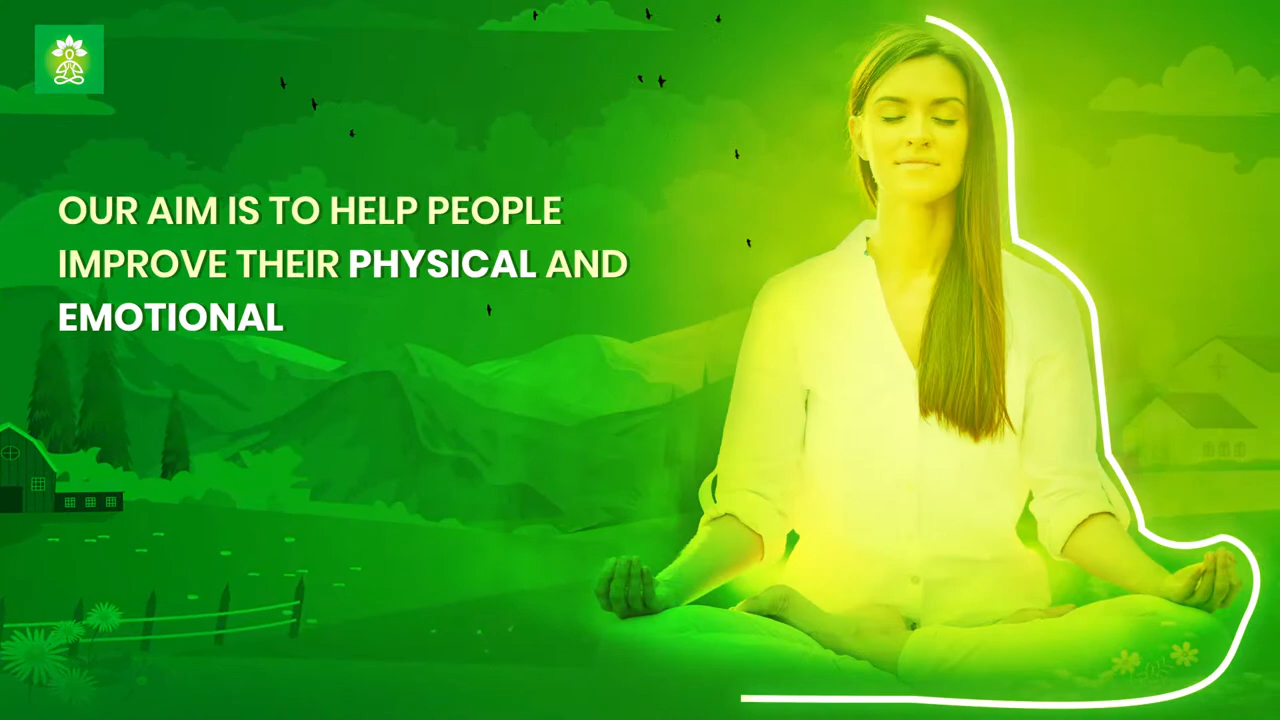 OUR AIM IS TO HELP PEOPLE
IMPROVE THEIR PHYSICAL AND
EMOTIONAL